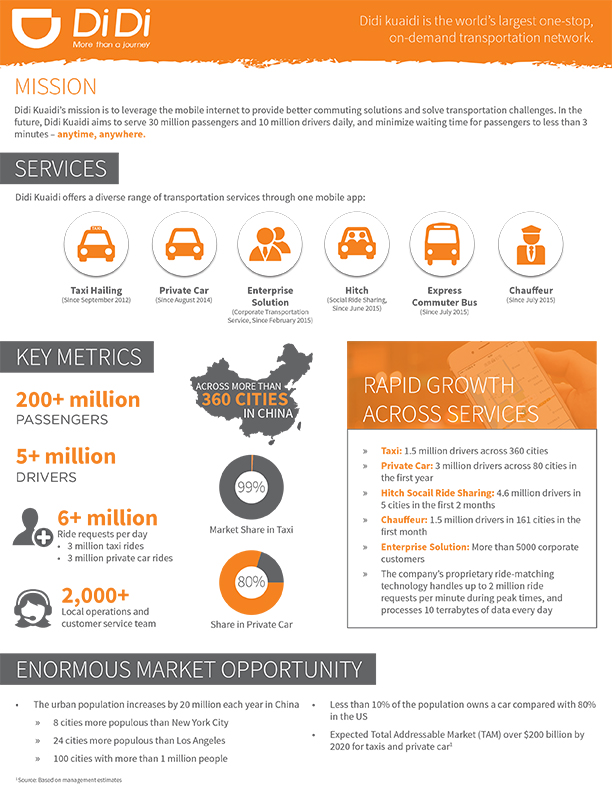 DiDi
More than a journey
Didi kuaidi is the world's largest one-stop,
on-demand transportation network.
MISSION
Didi Kuaidi's mission is to leverage the mobile internet to provide better commuting solutions and solve transportation challenges. In the
future, Didi Kuaidi aims to serve 30 million passengers and 10 million drivers daily, and minimize waiting time for passengers to less than 3
minutes – anytime, anywhere.
SERVICES
Didi Kuaidi offers a diverse range of transportation services through one mobile app:
TAXI
Taxi Hailing
(Since September 2012)
Private Car
(Since August 2014)
Enterprise
Solution
(Corporate Transportation
Service, Since February 2015)
Hitch
(Social Ride Sharing,
Since June 2015)
Express
Commuter Bus
(Since July 2015)
Chauffeur
(Since July 2015)
KEY METRICS
200+ million
PASSENGERS
5+ million
DRIVERS
6+ million
Ride requests per day
• 3 million taxi rides
• 3 million private car rides
2,000+
Local operations and
customer service team
ACROSS MORE THAN
360 CITIES
IN CHINA
99%
Market Share in Taxi
80%
Share in Private Car
RAPID GROWTH
ACROSS SERVICES
» Taxi: 1.5 million drivers across 360 cities
» Private Car: 3 million drivers across 80 cities in
the first year
» Hitch Socail Ride Sharing: 4.6 million drivers in
5 cities in the first 2 months
» Chauffeur: 1.5 million drivers in 161 cities in the
first month
» Enterprise Solution: More than 5000 corporate
customers
» The company's proprietary ride-matching
technology handles up to 2 million ride
requests per minute during peak times, and
processes 10 terrabytes of data every day
ENORMOUS MARKET OPPORTUNITY
• The urban population increases by 20 million each year in China
» 8 cities more populous than New York City
» 24 cities more populous than Los Angeles
» 100 cities with more than 1 million people
• Less than 10% of the population owns a car compared with 80%
in the US
• Expected Total Addressable Market (TAM) over $200 billion by
2020 for taxis and private car¹
¹ Source: Based on management estimates